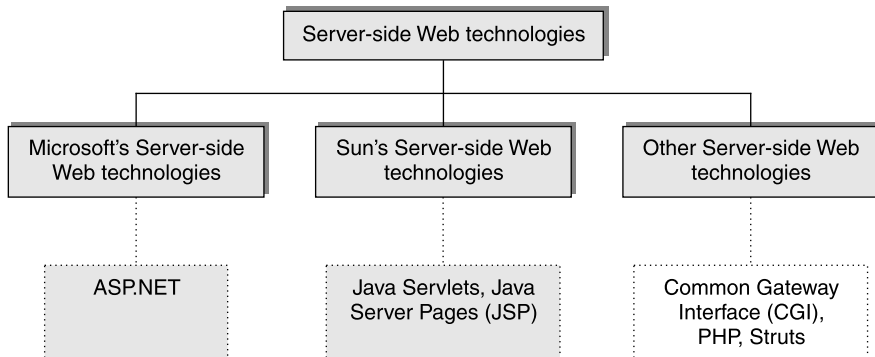 Server-side Web technologies
Microsoft's Server-side
Web technologies
Sun's Server-side Web
technologies
Other Server-side Web
technologies
ASP.NET
Java Servlets, Java
Server Pages (JSP)
Common Gateway
Interface (CGI),
PHP, Struts